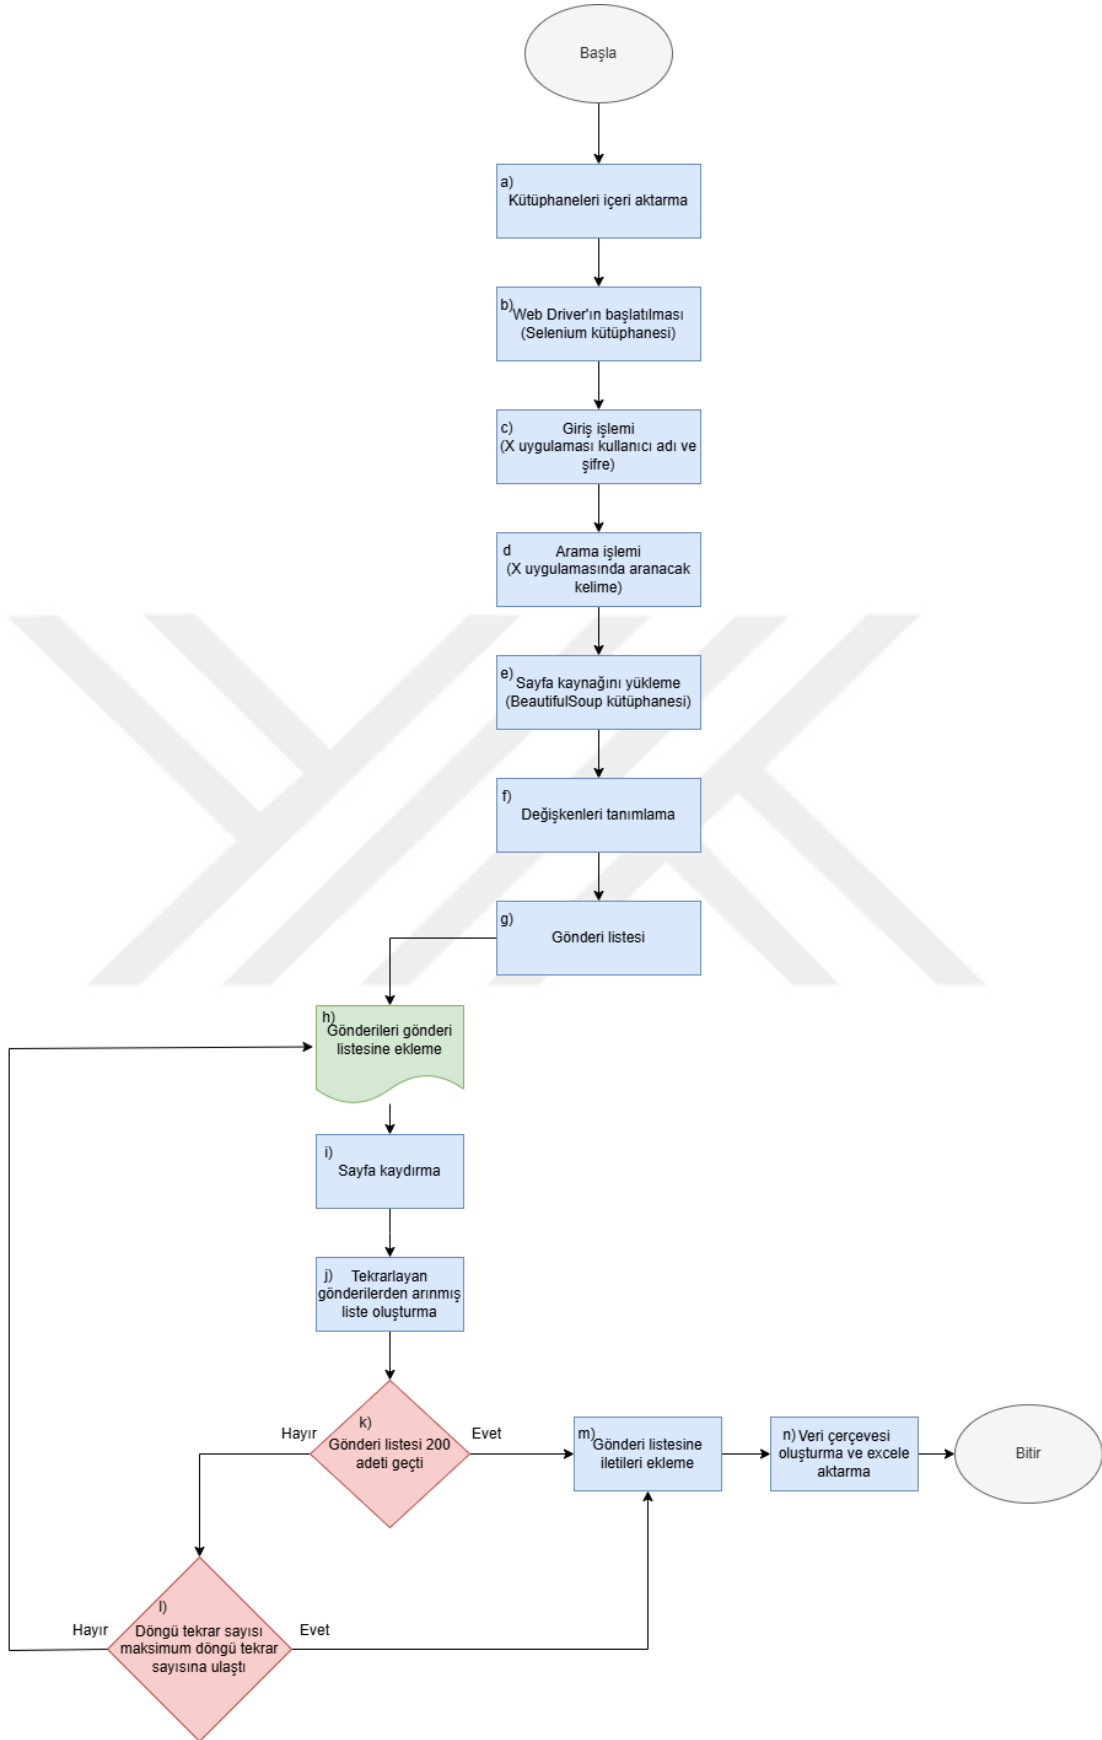 Başla
a)
Kütüphaneleri içeri aktarma
b)
Web Driver'ın başlatılması
(Selenium kütüphanesi)
c)
Giriş işlemi
(X uygulaması kullanıcı adı ve
şifre)
d
Arama işlemi
(X uygulamasında aranacak
kelime)
e)
Sayfa kaynağını yükleme
(BeautifulSoup kütüphanesi)
f)
Değişkenleri tanımlama
g)
Gönderi listesi
h)
Gönderileri gönderi
listesine ekleme
i)
Sayfa kaydırma
j)
Tekrarlayan
gönderilerden arınmış
liste oluşturma
k)
Gönderi listesi 200
adeti geçti
Hayır
Evet
m)
Gönderi listesine
iletileri ekleme
n)
Veri çerçevesi
oluşturma ve excele
aktarma
Bitir
l)
Döngü tekrar sayısı
maksimum döngü tekrar
sayısına ulaştı
Hayır
Evet
YÖK